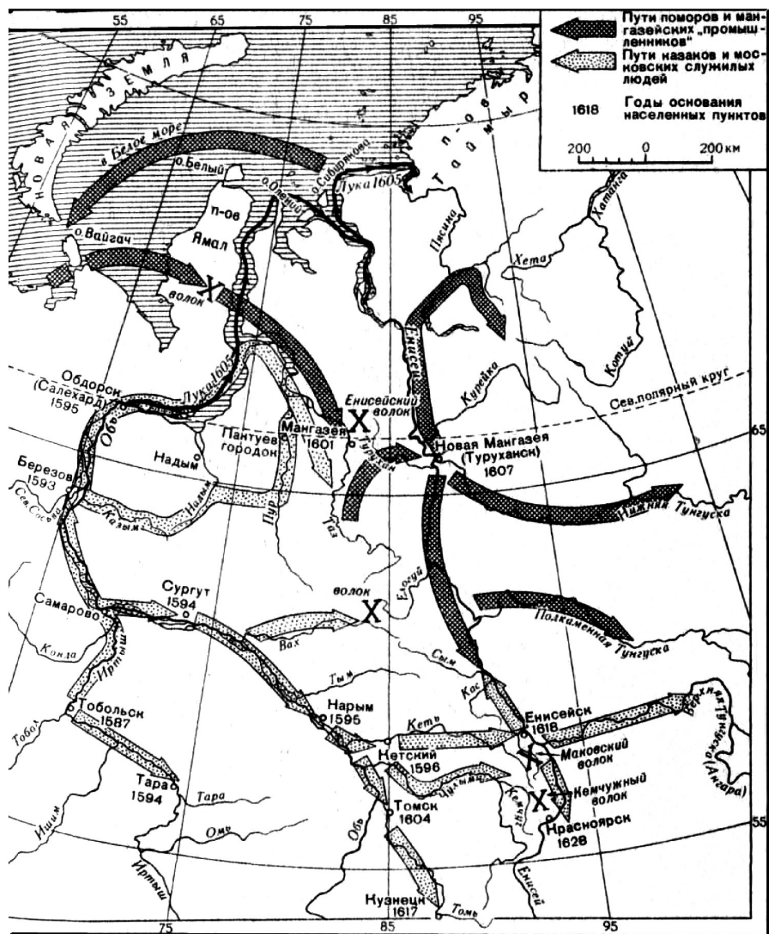 55
65
75
85
95
Пути поморов и ман-
газейских „промыш-
ленников“
Пути казаков и мос-
ковских служилых
людей
1618
Годы основания
населенных пунктов
200
0
200 км
НОВАЯ ЗЕМЛЯ
в Белое море
о. Белый
о. Сибирякова
о. Олений
Лука 1605
п-ов
Таймыр
Хатанга
Пясина
Хета
Котуй
п-ов
Ямал
о. Вайгач
волок
Лука 1605
Обдорск
(Салехард)
1595
Обь
Енисей
Курейка
Сев. полярный круг
65
Енисейский
волок
Мангазея
1601
Турухан
Новая Мангазея
(Туруханск)
1607
Пантуев
городок
Надым
Надым
Березов
1593
Сев. Сосьва
Казым
Пур
Таз
Нижняя Тунгуска
Елогуй
волок
Сургут
1594
Самарово
Вах
Конда
Иртыш
Подкаменная Тунгуска
Сым
Тым
Кас
Тобольск
1587
Тобол
Нарым
1595
Кеть
Енисейск
1618
Верхняя
Тунгуска
(Ангара)
Маковский
волок
Кетский
1596
Чулым
Кемчуг
Кемчужный
волок
Тара
1594
Тара
Томск
1604
Красноярск
1628
55
Ишим
Омь
Обь
Иртыш
Енисей
Кузнецк
1617
Томь
75
85
95